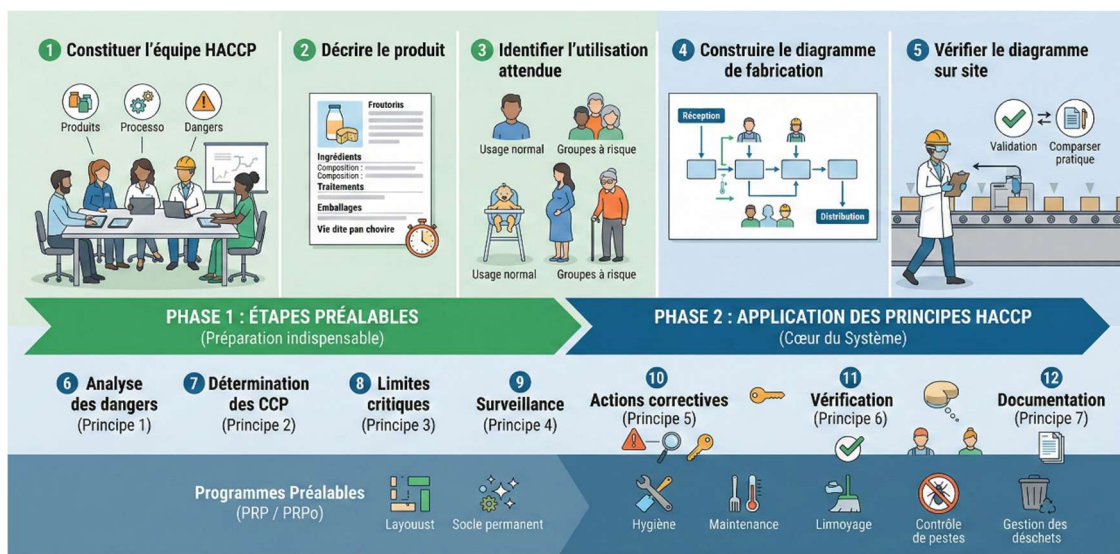 1 Constituer l'équipe HACCP
Produits
Processo
Dangers
2 Décrire le produit
Froutoriis
Ingrédients
Composition :
Composition :
Traitements
Emballages
Vie dite pan chovire
3 Identifier l'utilisation
attendue
Usage normal
Groupes à risque
Usage normal
Groupes à risque
4 Construire le diagramme
de fabrication
Réception
Distribution
5 Vérifier le diagramme
sur site
Validation
Comparser
pratique
PHASE 1 : ÉTAPES PRÉALABLES
(Préparation indispensable)
PHASE 2 : APPLICATION DES PRINCIPES HACCP
(Cœur du Système)
6 Analyse
des dangers
(Principe 1)
7 Détermination
des CCP
(Principe 2)
8 Limites
critiques
(Principe 3)
9
Surveillance
(Principe 4)
10
Actions correctives
(Principe 5)
11
Vérification
(Principe 6)
12
Documentation
(Principe 7)
Programmes Préalables
(PRP / PRPo)
Layouust
Socle permanent
Hygiène
Maintenance
Limoyage
Contrôle
de pestes
Gestion des
déschets